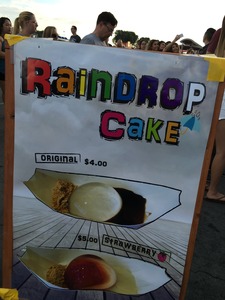 RainDROP
CaKE
ORIGINAL $4.00
$5.00 STRAWBERRY